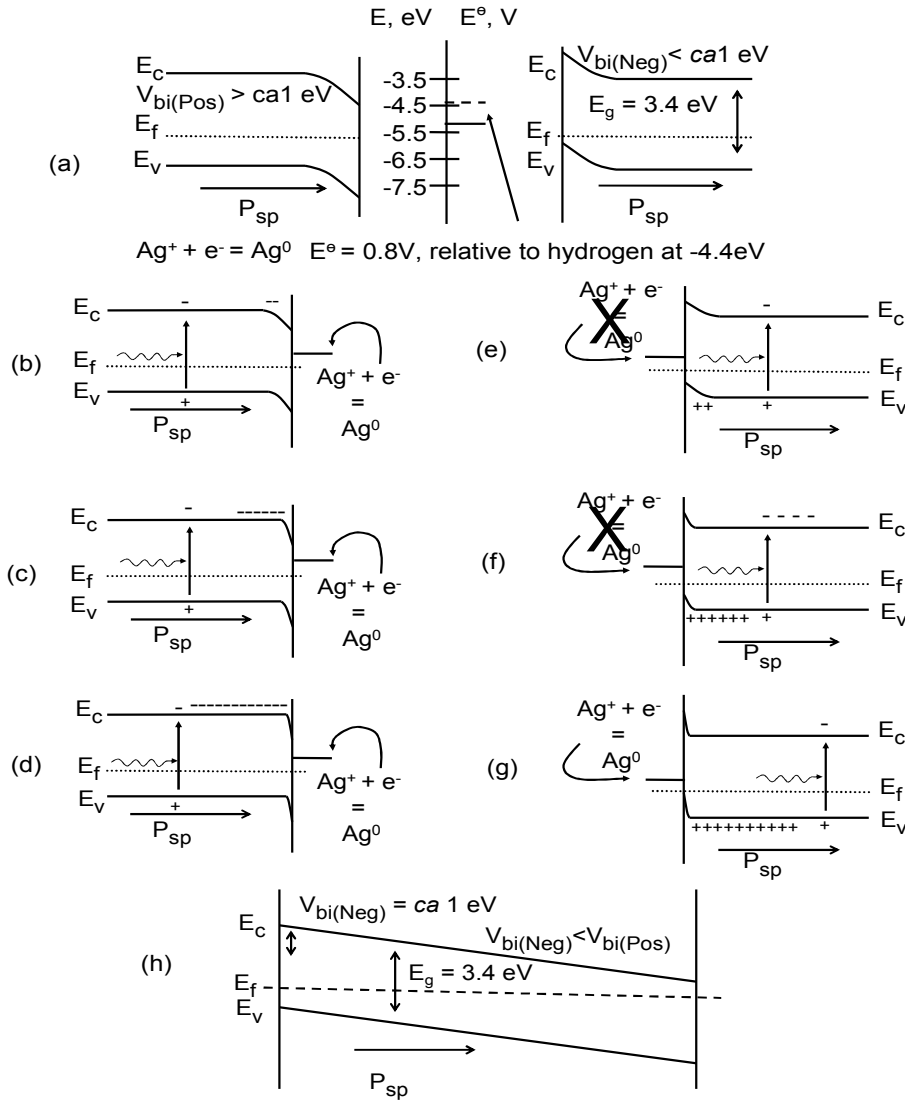 E, eV E⁰, V
E_c
V_bi(Pos) > ca1 eV
E_f
E_v
P_sp
-3.5
-4.5
-5.5
-6.5
-7.5
V_bi(Neg) < ca1 eV
E_c
E_g = 3.4 eV
E_f
E_v
P_sp
(a)
Ag⁺ + e⁻ = Ag⁰ E⁰ = 0.8V, relative to hydrogen at -4.4eV
(b)
E_c
- --
E_f
E_v
+
P_sp
Ag⁺ + e⁻
=
Ag⁰
(e)
Ag⁺ + e⁻
=
Ag⁰
-
E_c
E_f
E_v
++ +
P_sp
(c)
E_c
- ------
E_f
E_v
+
P_sp
Ag⁺ + e⁻
=
Ag⁰
(f)
Ag⁺ + e⁻
=
Ag⁰
- - - -
E_c
E_f
E_v
++++++ +
P_sp
(d)
E_c
- -----------
E_f
E_v
+
P_sp
Ag⁺ + e⁻
=
Ag⁰
(g)
Ag⁺ + e⁻
=
Ag⁰
-
E_c
E_f
E_v
++++++++++ +
P_sp
(h)
V_bi(Neg) = ca 1 eV
E_c
V_bi(Neg)<V_bi(Pos)
E_g = 3.4 eV
E_f
E_v
P_sp